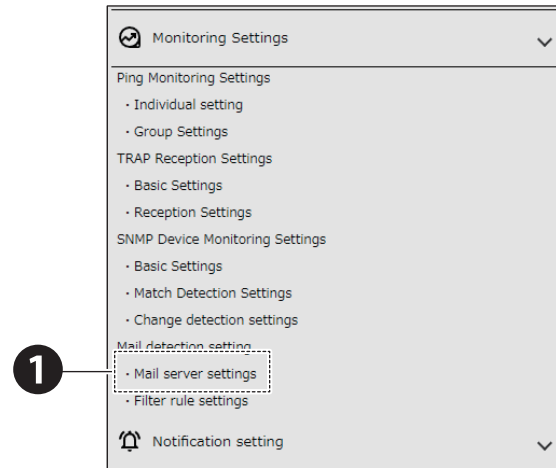 Monitoring Settings
Ping Monitoring Settings
・Individual setting
・Group Settings
TRAP Reception Settings
・Basic Settings
・Reception Settings
SNMP Device Monitoring Settings
・Basic Settings
・Match Detection Settings
・Change detection settings
Mail detection setting
1 ・Mail server settings
・Filter rule settings
Notification setting